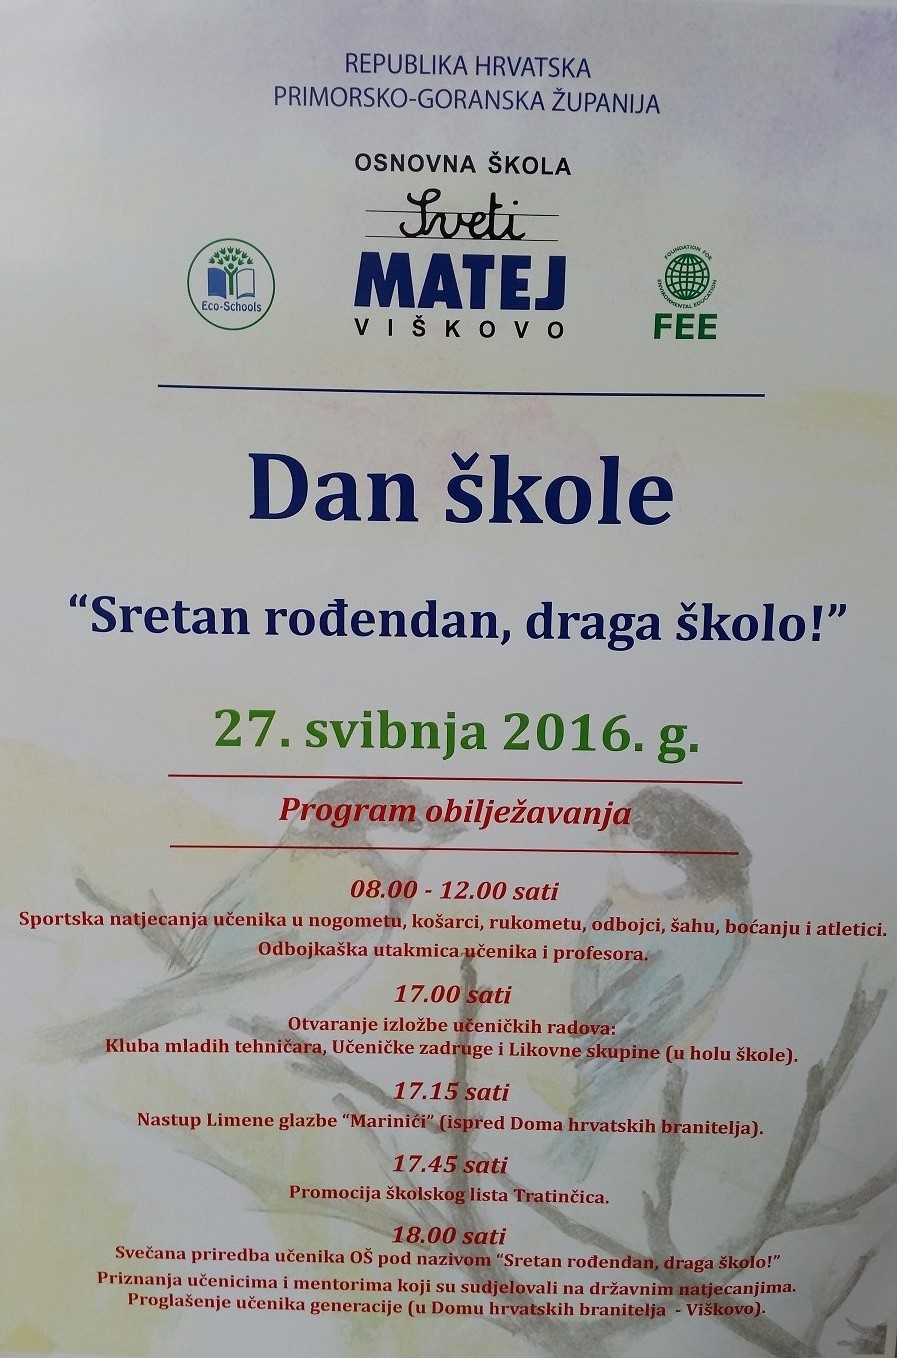 REPUBLIKA HRVATSKA
PRIMORSKO-GORANSKA ŽUPANIJA
OSNOVNA ŠKOLA
Sveti
MATEJ
VIŠKOVO
Eco-Schools
FOUNDATION FOR ENVIRONMENTAL EDUCATION
FEE
Dan škole
“Sretan rođendan, draga školo!”
27. svibnja 2016. g.
Program obilježavanja
08.00 - 12.00 sati
Sportska natjecanja učenika u nogometu, košarci, rukometu, odbojci, šahu, boćanju i atletici.
Odbojkaška utakmica učenika i profesora.
17.00 sati
Otvaranje izložbe učeničkih radova:
Kluba mladih tehničara, Učeničke zadruge i Likovne skupine (u holu škole).
17.15 sati
Nastup Limene glazbe “Marinići” (ispred Doma hrvatskih branitelja).
17.45 sati
Promocija školskog lista Tratinčica.
18.00 sati
Svečana priredba učenika OŠ pod nazivom “Sretan rođendan, draga školo!”
Priznanja učenicima i mentorima koji su sudjelovali na državnim natjecanjima.
Proglašenje učenika generacije (u Domu hrvatskih branitelja - Viškovo).